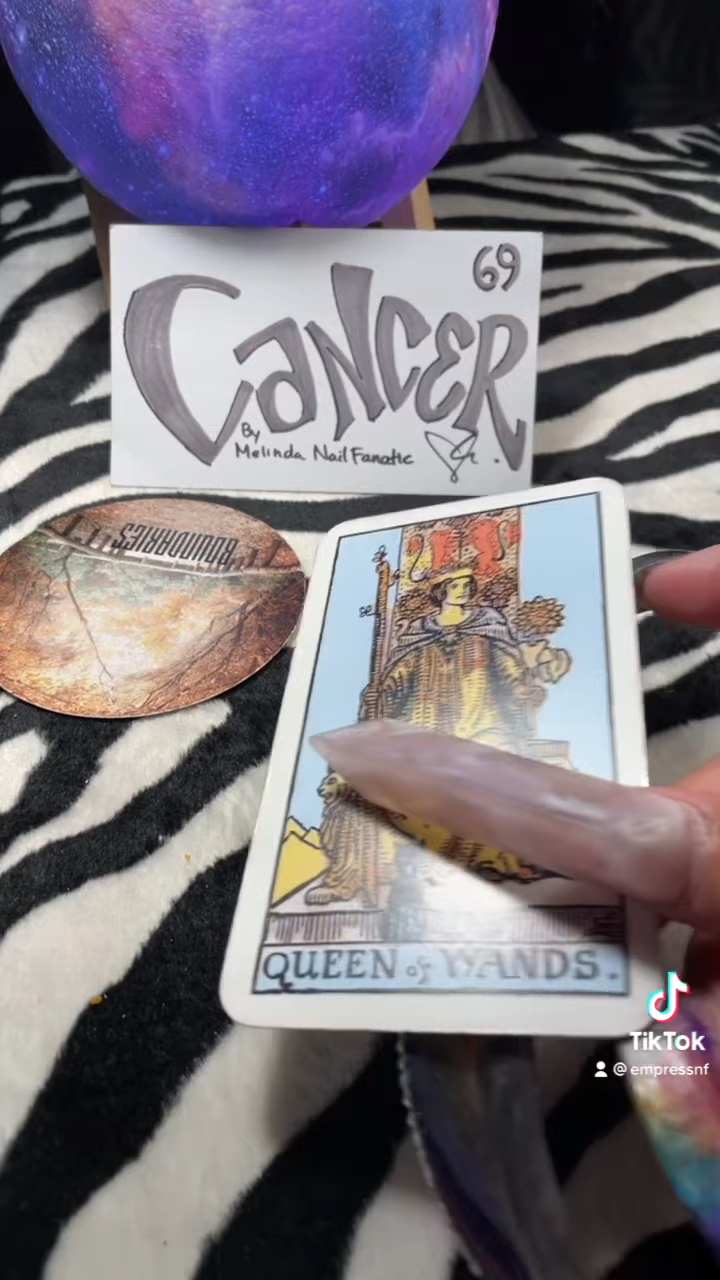 69
CANCER
By
Melinda Nail Fanatic
BOUNDARIES
QUEEN of WANDS.
TikTok
@empressnf